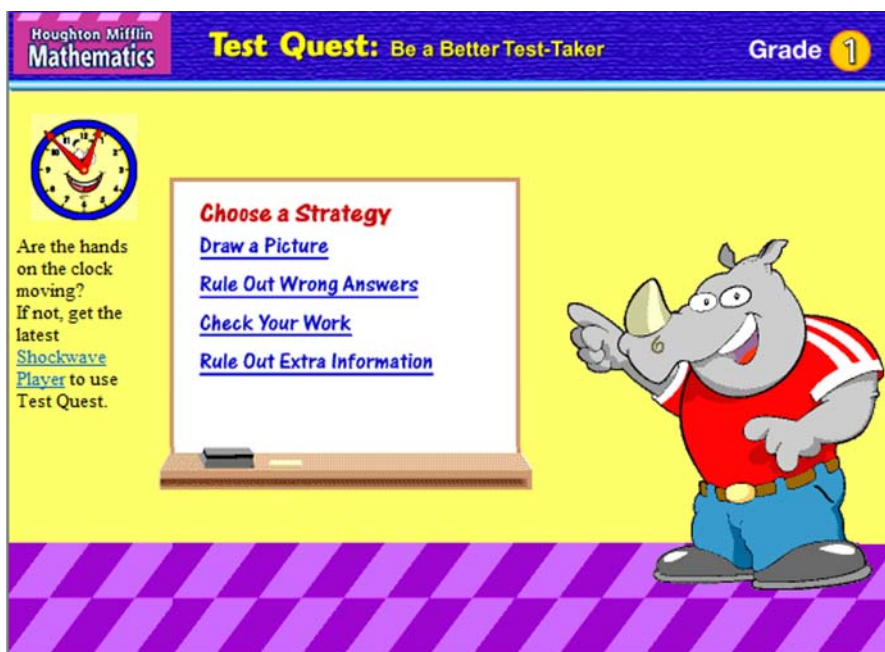 Houghton Mifflin
Mathematics
Test Quest: Be a Better Test-Taker
Grade 1
Are the hands
on the clock
moving?
If not, get the
latest
Shockwave
Player to use
Test Quest.
Choose a Strategy
Draw a Picture
Rule Out Wrong Answers
Check Your Work
Rule Out Extra Information